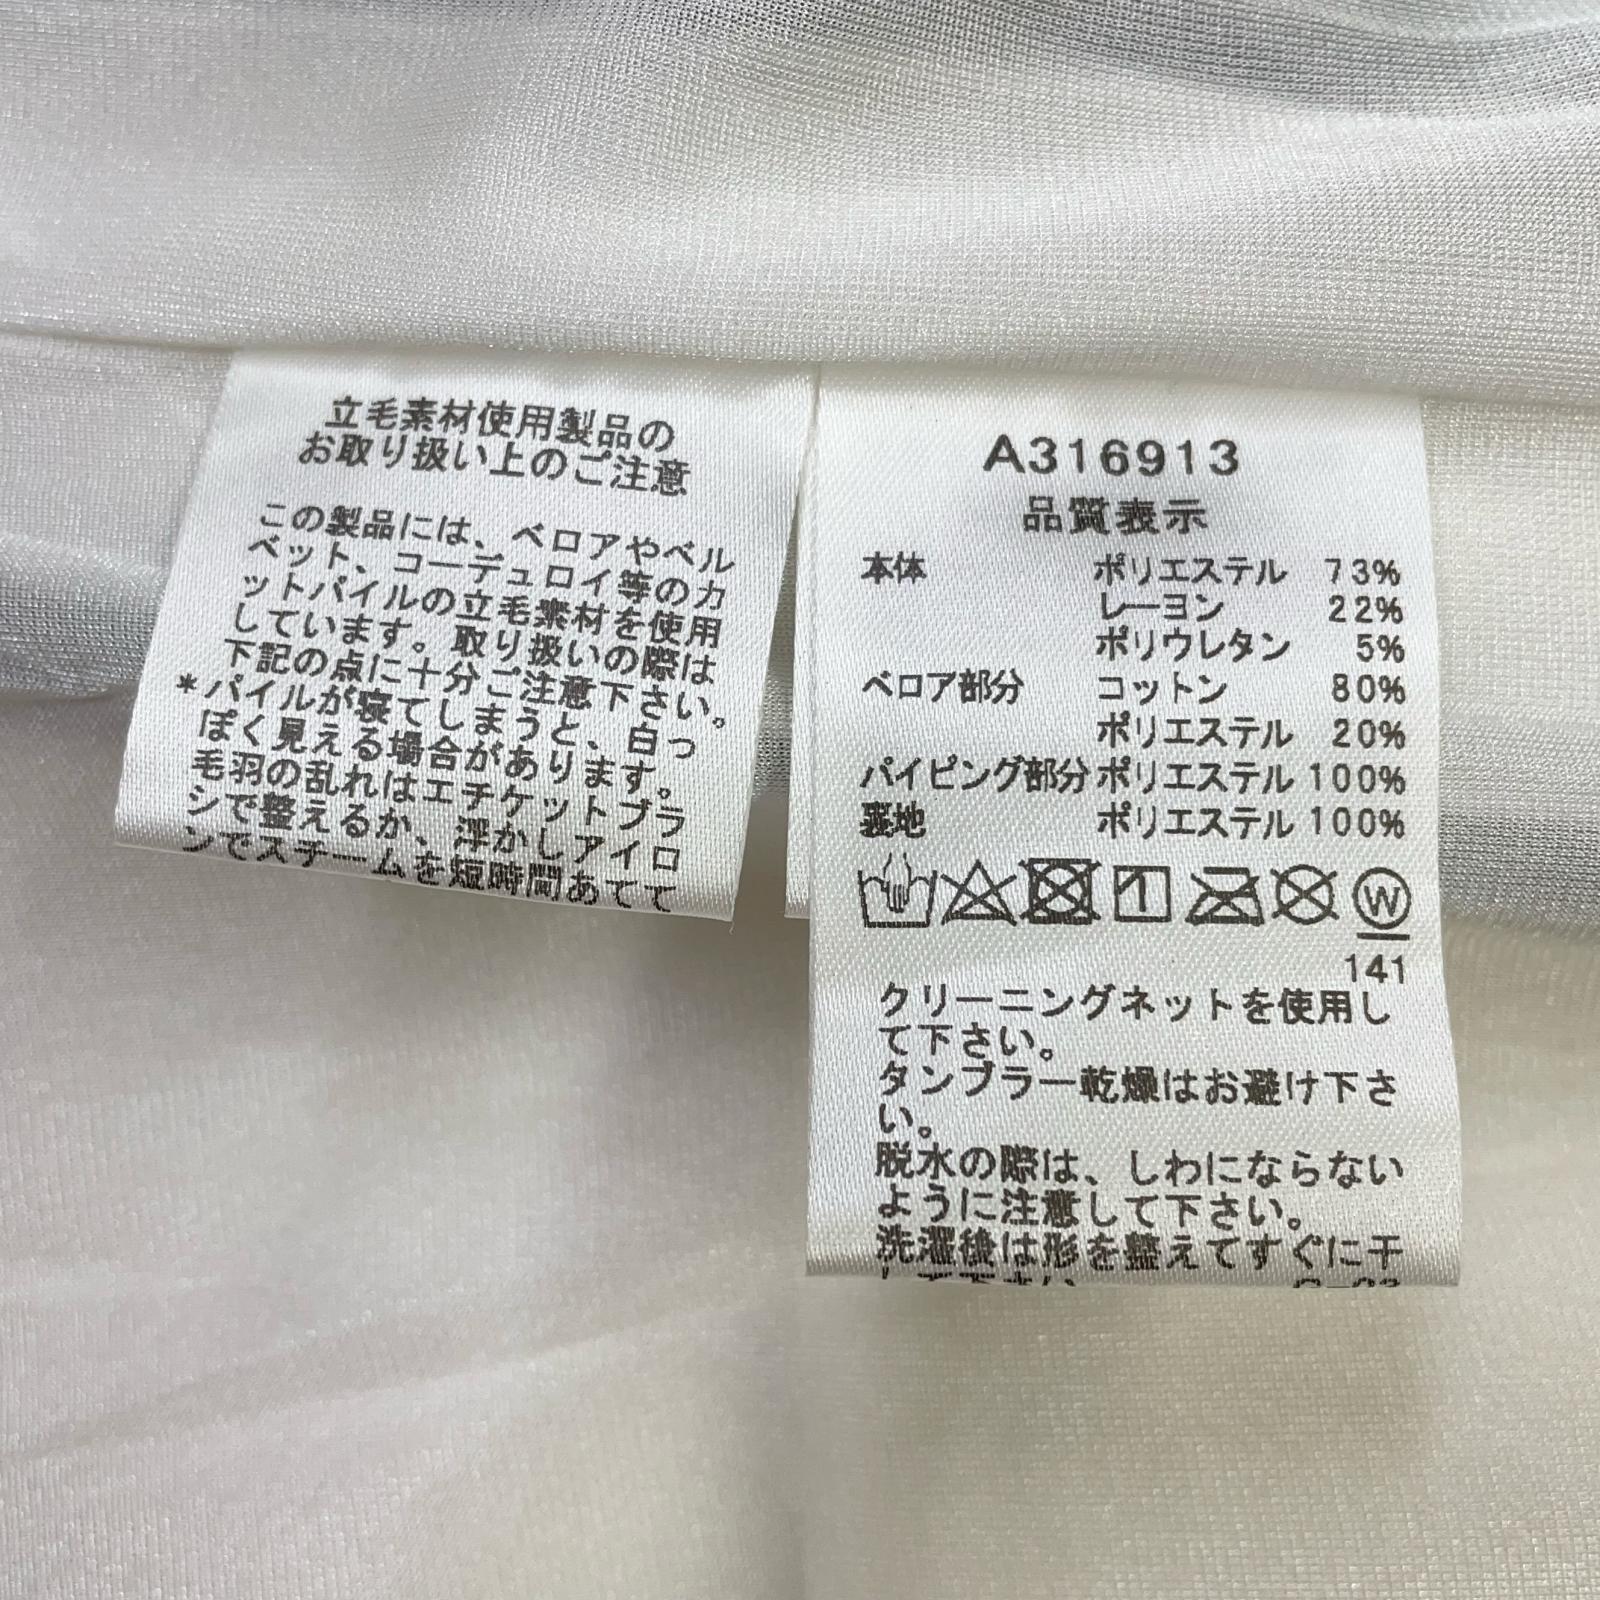 立毛素材使用製品の
お取り扱い上のご注意
この製品には、ベロアやベル
ベット、コーデュロイ等のカ
ットパイルの立毛素材を使用
しています。取り扱いの際は
下記の点に十分ご注意下さい。
*パイルが寝てしまうと、白っ
ぽく見える場合があります。
毛羽の乱れはエチケットブラ
シで整えるか、浮かしアイロ
ンでスチームを短時間あてて
A316913
品質表示
本体 ポリエステル 73%
レーヨン 22%
ポリウレタン 5%
ベロア部分 コットン 80%
ポリエステル 20%
パイピング部分 ポリエステル 100%
裏地 ポリエステル 100%
1 W
141
クリーニングネットを使用し
て下さい。
タンブラー乾燥はお避け下さ
い。
脱水の際は、しわにならない
ように注意して下さい。
洗濯後は形を整えてすぐに干